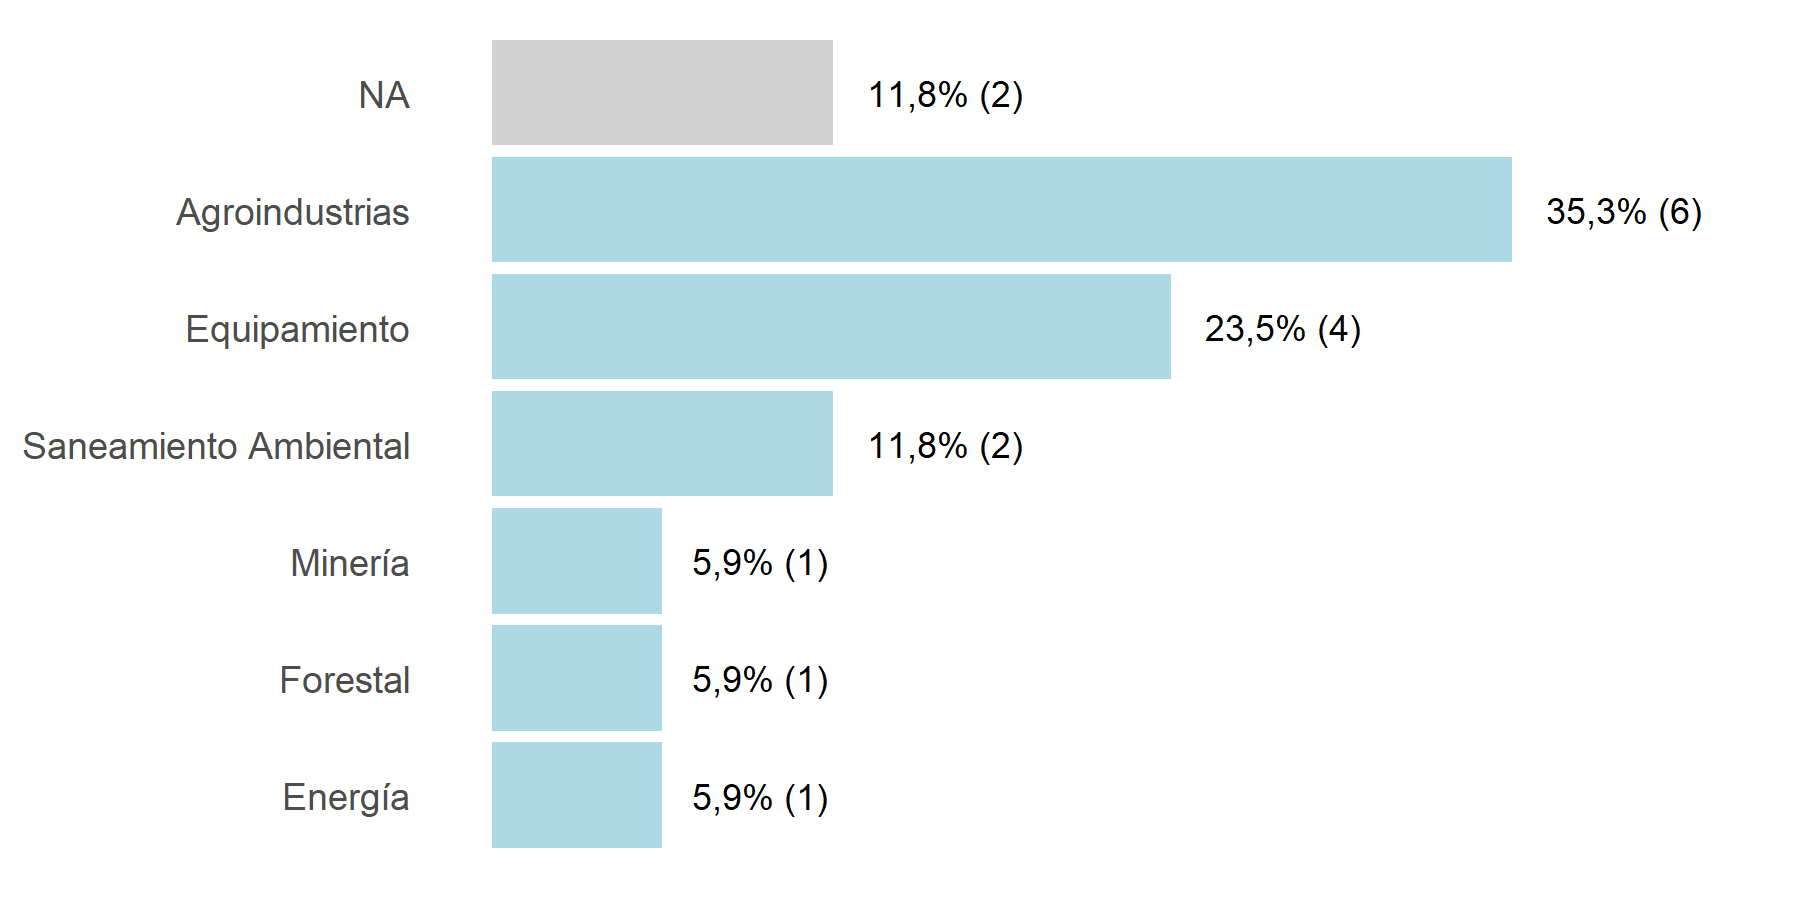 NA 11,8% (2)
Agroindustrias 35,3% (6)
Equipamiento 23,5% (4)
Saneamiento Ambiental 11,8% (2)
Minería 5,9% (1)
Forestal 5,9% (1)
Energía 5,9% (1)